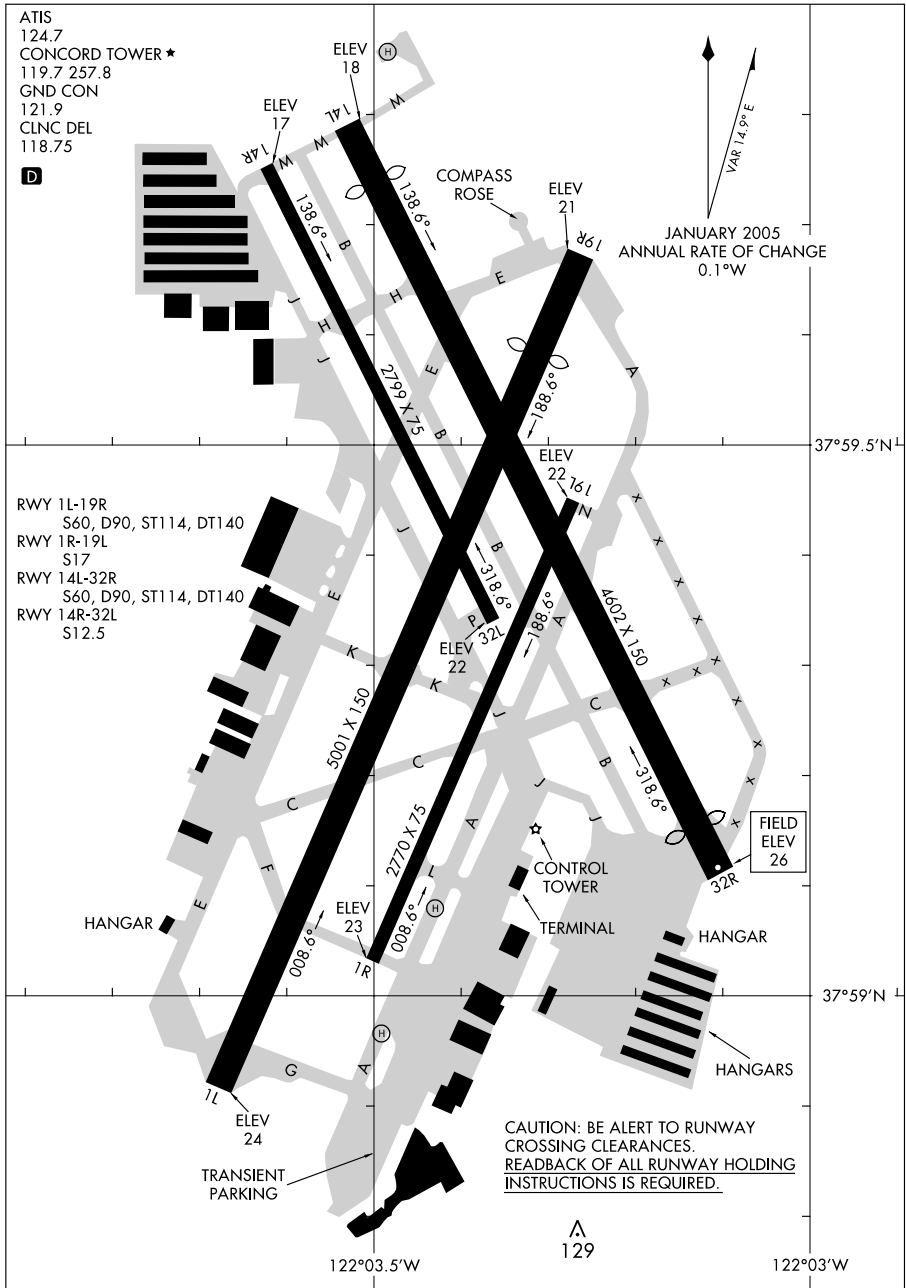 ATIS
124.7
CONCORD TOWER ★
119.7 257.8
GND CON
121.9
CLNC DEL
118.75
D
ELEV
18
H
ELEV
17
14L
14R
W
W
W
VAR 14.9° E
JANUARY 2005
ANNUAL RATE OF CHANGE
0.1°W
COMPASS
ROSE
ELEV
21
19R
138.6°
138.6°
B
H
E
J
H
J
E
B
A
2799 X 75
188.6°
37°59.5'N
ELEV
22
19L
N
RWY 1L-19R
S60, D90, ST114, DT140
RWY 1R-19L
S17
RWY 14L-32R
S60, D90, ST114, DT140
RWY 14R-32L
S12.5
J
B
E
318.6°
188.6°
A
4602 X 150
P
32L
ELEV
22
K
K
J
C
5001 X 150
C
C
B
J
J
318.6°
A
2770 X 75
F
L
H
008.6°
008.6°
CONTROL
TOWER
TERMINAL
FIELD
ELEV
26
32R
E
HANGAR
ELEV
23
1R
HANGAR
37°59'N
H
G
A
HANGARS
1L
ELEV
24
TRANSIENT
PARKING
CAUTION: BE ALERT TO RUNWAY
CROSSING CLEARANCES.
READBACK OF ALL RUNWAY HOLDING
INSTRUCTIONS IS REQUIRED.
129
122°03.5'W
122°03'W